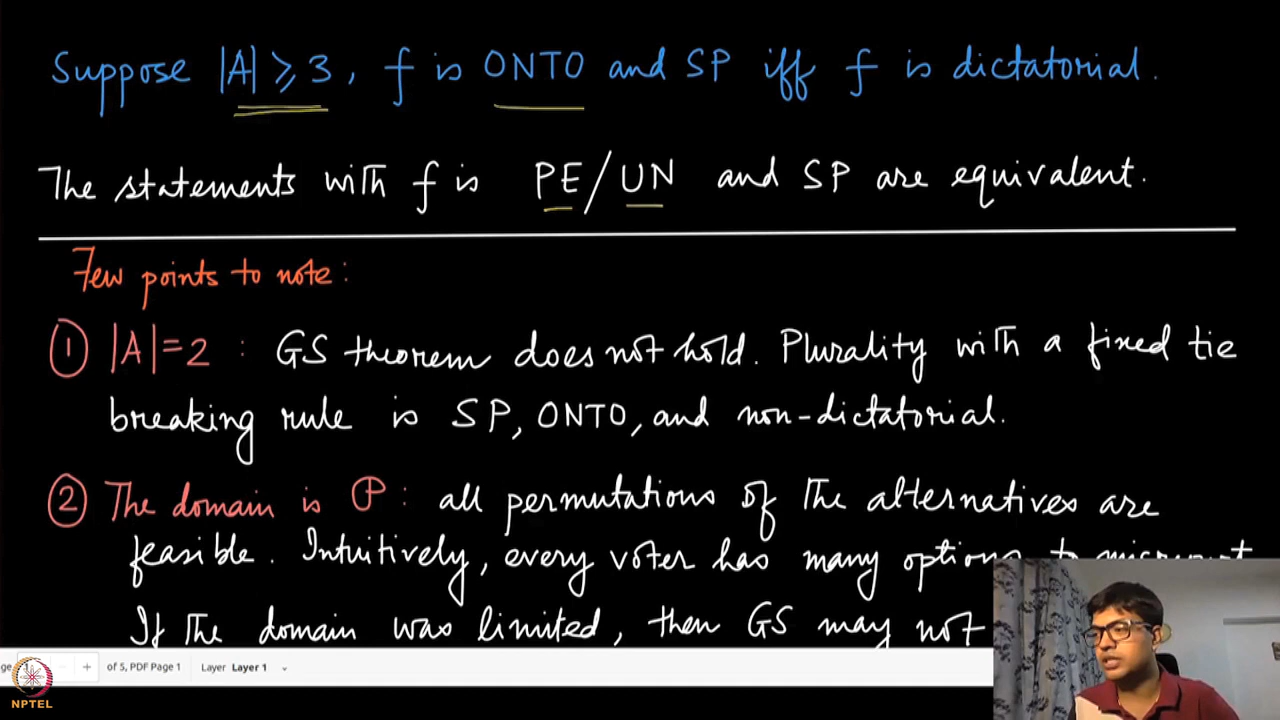 Suppose |A| ⩾ 3, f is ONTO and SP iff f is dictatorial.
The statements with f is PE/UN and SP are equivalent.
Few points to note:
① |A|=2 : GS theorem does not hold. Plurality with a fixed tie
breaking rule is SP, ONTO, and non-dictatorial.
② The domain is P: all permutations of the alternatives are
feasible. Intuitively, every voter has many options to
If the domain was limited, then GS may not
of 5, PDF Page 1 Layer Layer 1
NPTEL